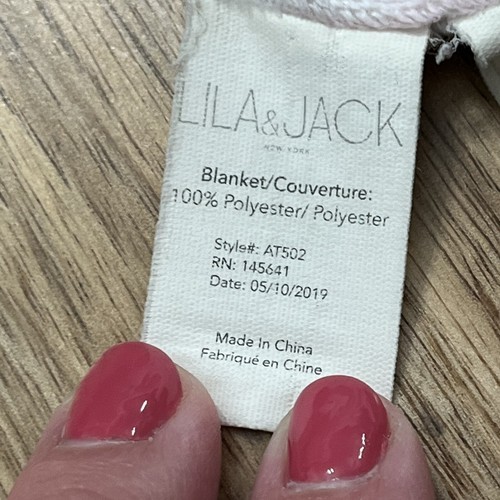 LILA&JACK
NEW YORK
Blanket/Couverture:
100% Polyester/ Polyester
Style#: AT502
RN: 145641
Date: 05/10/2019
Made In China
Fabriqué en Chine